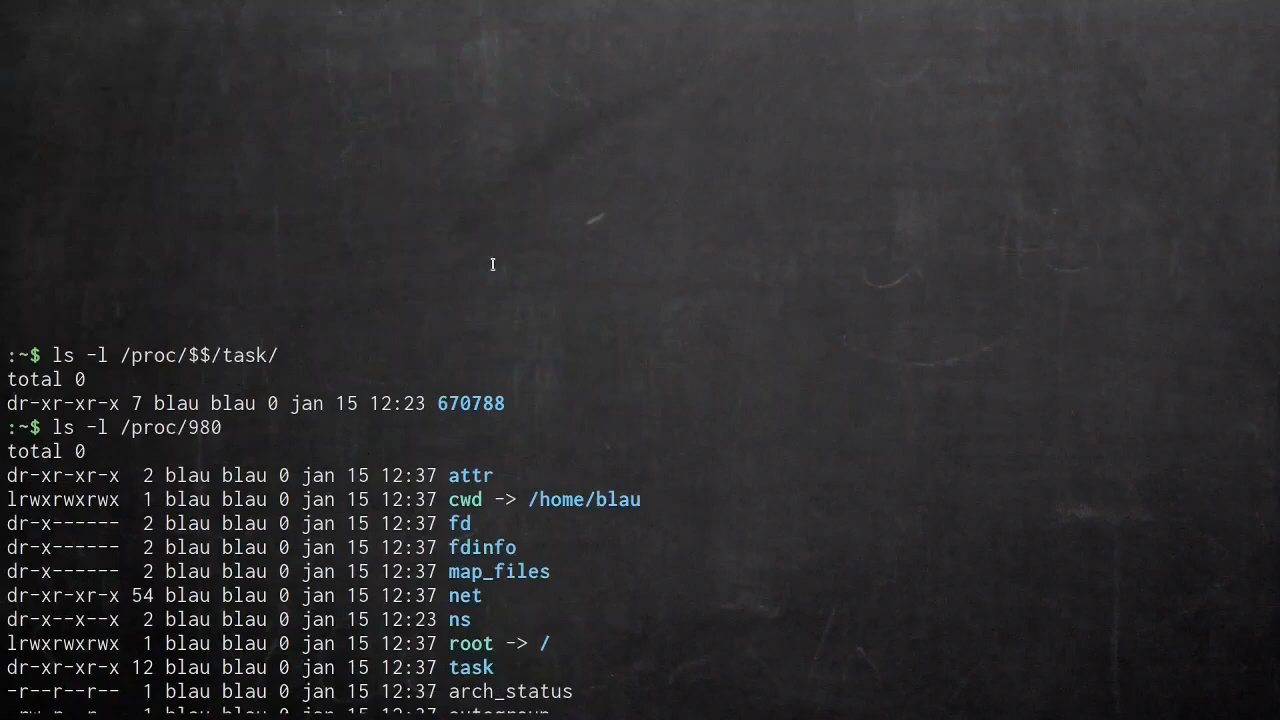 :~$ ls -l /proc/$$/task/
total 0
dr-xr-xr-x 7 blau blau 0 jan 15 12:23 670788
:~$ ls -l /proc/980
total 0
dr-xr-xr-x  2 blau blau 0 jan 15 12:37 attr
lrwxrwxrwx  1 blau blau 0 jan 15 12:37 cwd -> /home/blau
dr-x------  2 blau blau 0 jan 15 12:37 fd
dr-x------  2 blau blau 0 jan 15 12:37 fdinfo
dr-x------  2 blau blau 0 jan 15 12:37 map_files
dr-xr-xr-x 54 blau blau 0 jan 15 12:37 net
dr-x--x--x  2 blau blau 0 jan 15 12:23 ns
lrwxrwxrwx  1 blau blau 0 jan 15 12:37 root -> /
dr-xr-xr-x 12 blau blau 0 jan 15 12:37 task
-r--r--r--  1 blau blau 0 jan 15 12:37 arch_status